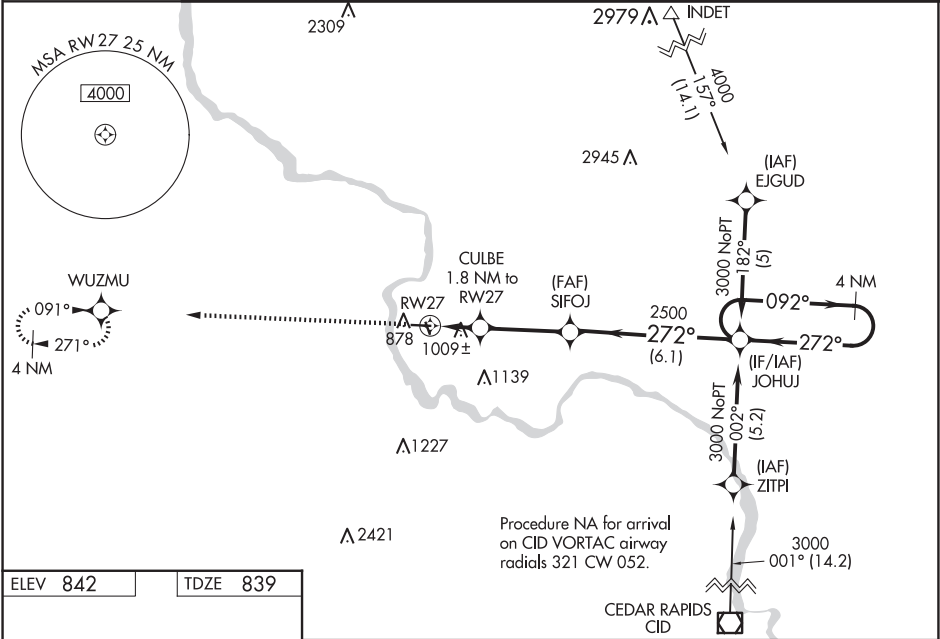 MSA RW27 25 NM
4000
2309
2979
INDET
4000
157°
(14.1)
2945
(IAF)
EJGUD
3000 NoPT
182°
(5)
4 NM
092°
272°
WUZMU
091°
271°
4 NM
CULBE
1.8 NM to
RW27
(FAF)
SIFOJ
RW27
878
1009±
2500
272°
(6.1)
(IF/IAF)
JOHUJ
1139
1227
3000 NoPT
002°
(5.2)
(IAF)
ZITPI
2421
Procedure NA for arrival
on CID VORTAC airway
radials 321 CW 052.
3000
001° (14.2)
CEDAR RAPIDS
CID
ELEV 842
TDZE 839